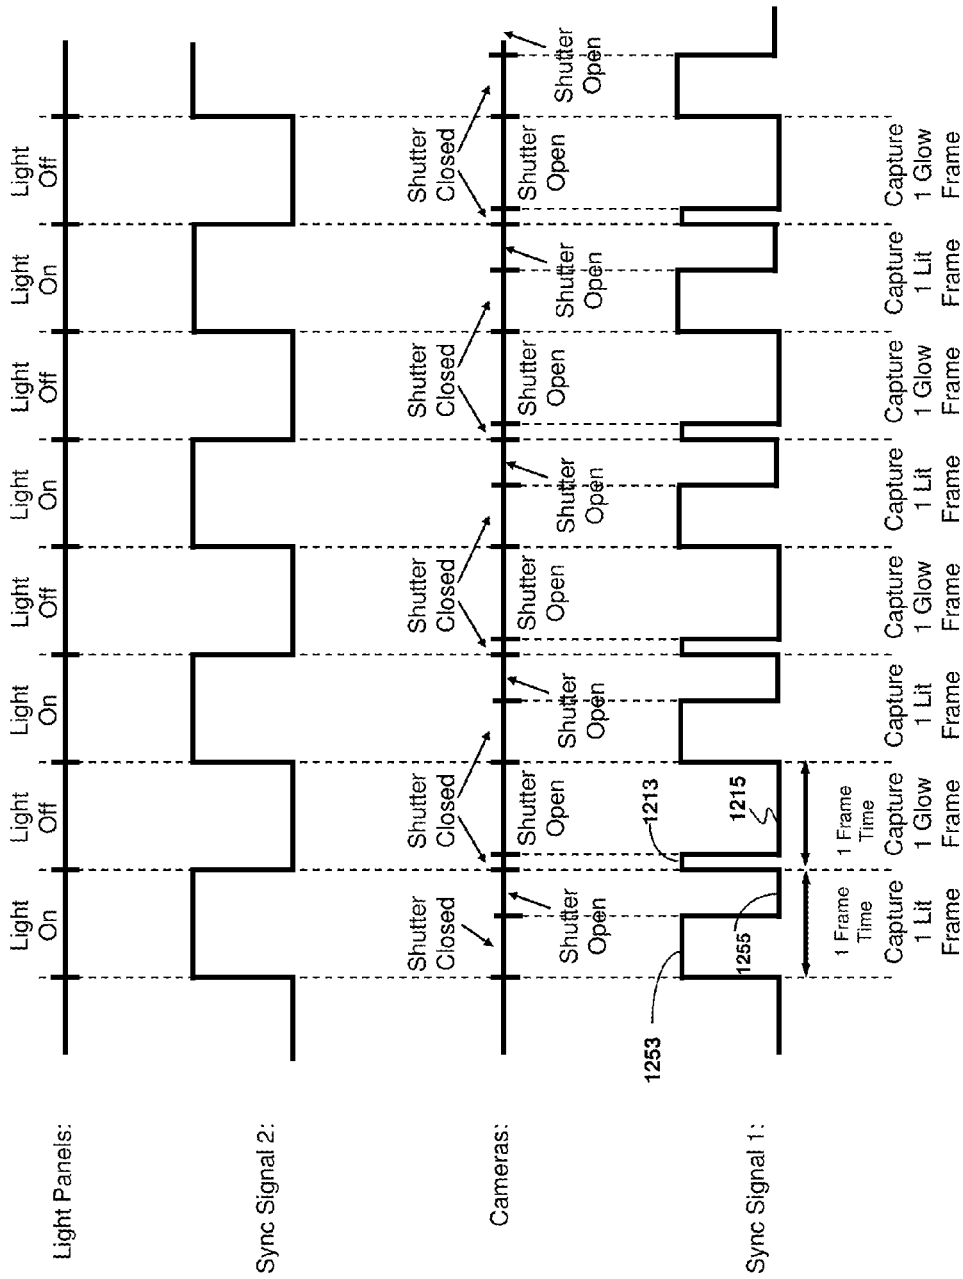 Light Panels:
Light
On
Light
Off
Light
On
Light
Off
Light
On
Light
Off
Light
On
Light
Off
Sync Signal 2:
Cameras:
Shutter
Closed
Shutter
Closed
Shutter
Closed
Shutter
Closed
Shutter
Closed
Shutter
Open
Shutter
Open
Shutter
Open
Shutter
Open
Shutter
Open
Shutter
Open
Shutter
Open
Shutter
Open
Shutter
Open
Sync Signal 1:
1253
1255
1213
1215
1 Frame
Time
1 Frame
Time
Capture
1 Lit
Frame
Capture
1 Glow
Frame
Capture
1 Lit
Frame
Capture
1 Glow
Frame
Capture
1 Lit
Frame
Capture
1 Glow
Frame
Capture
1 Lit
Frame
Capture
1 Glow
Frame